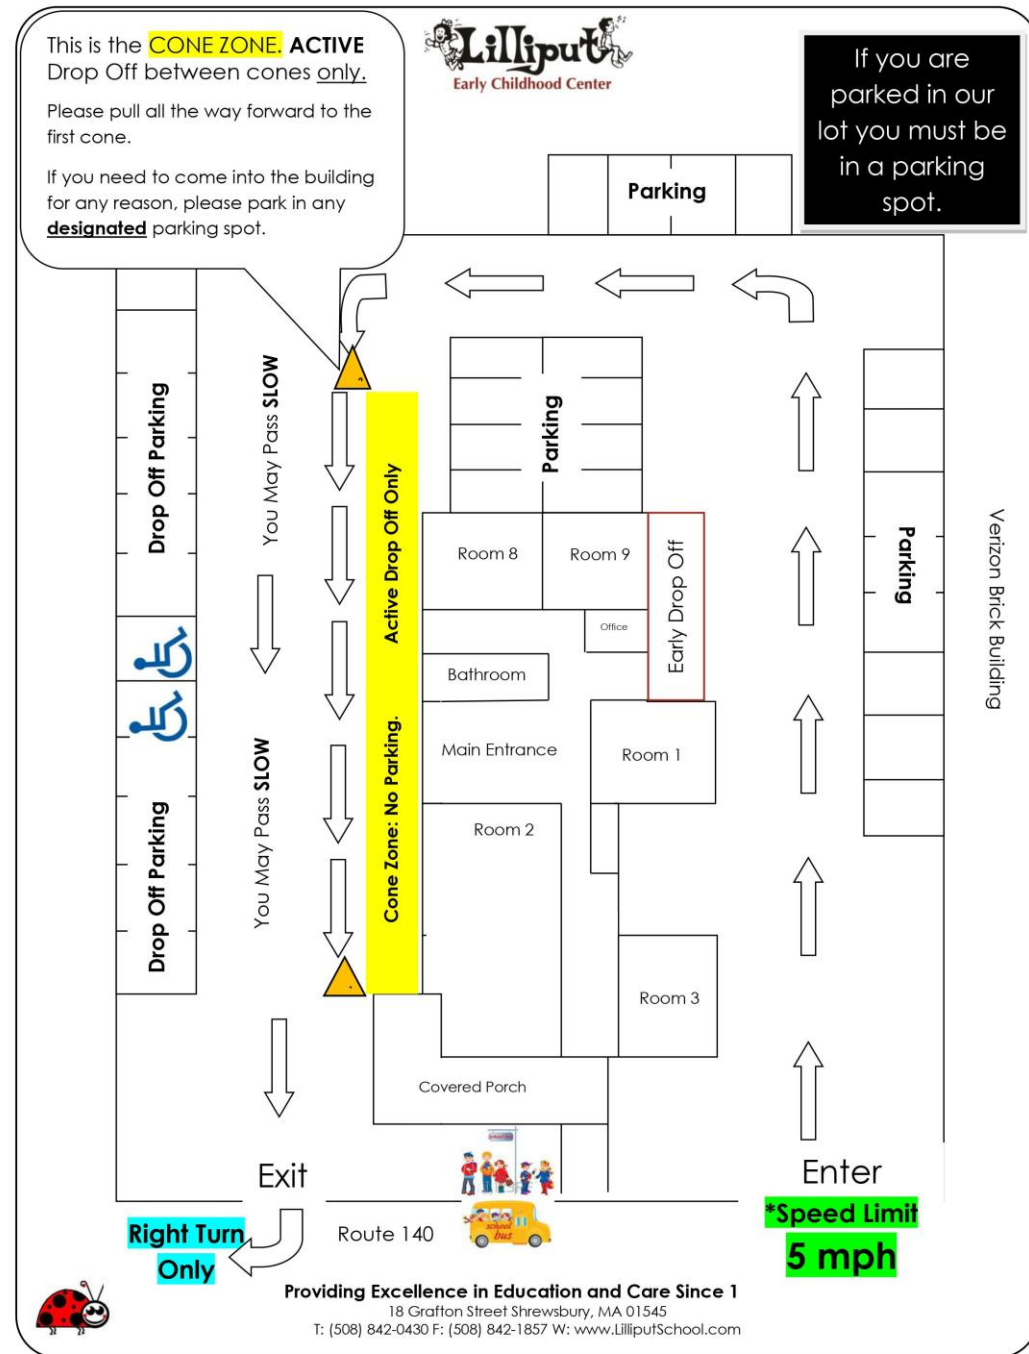 This is the CONE ZONE. ACTIVE
Drop Off between cones only.
Please pull all the way forward to the
first cone.
If you need to come into the building
for any reason, please park in any
designated parking spot.
Lilliput
Early Childhood Center
If you are
parked in our
lot you must be
in a parking
spot.
Parking
Drop Off Parking
You May Pass SLOW
Active Drop Off Only
Parking
Parking
Verizon Brick Building
Room 8
Room 9
Early Drop Off
Office
Bathroom
Main Entrance
Room 1
Drop Off Parking
You May Pass SLOW
Cone Zone: No Parking.
Room 2
Room 3
Covered Porch
Exit
Enter
*Speed Limit
5 mph
Right Turn
Only
Route 140
school
bus
Providing Excellence in Education and Care Since 1
18 Grafton Street Shrewsbury, MA 01545
T: (508) 842-0430 F: (508) 842-1857 W: www.LilliputSchool.com